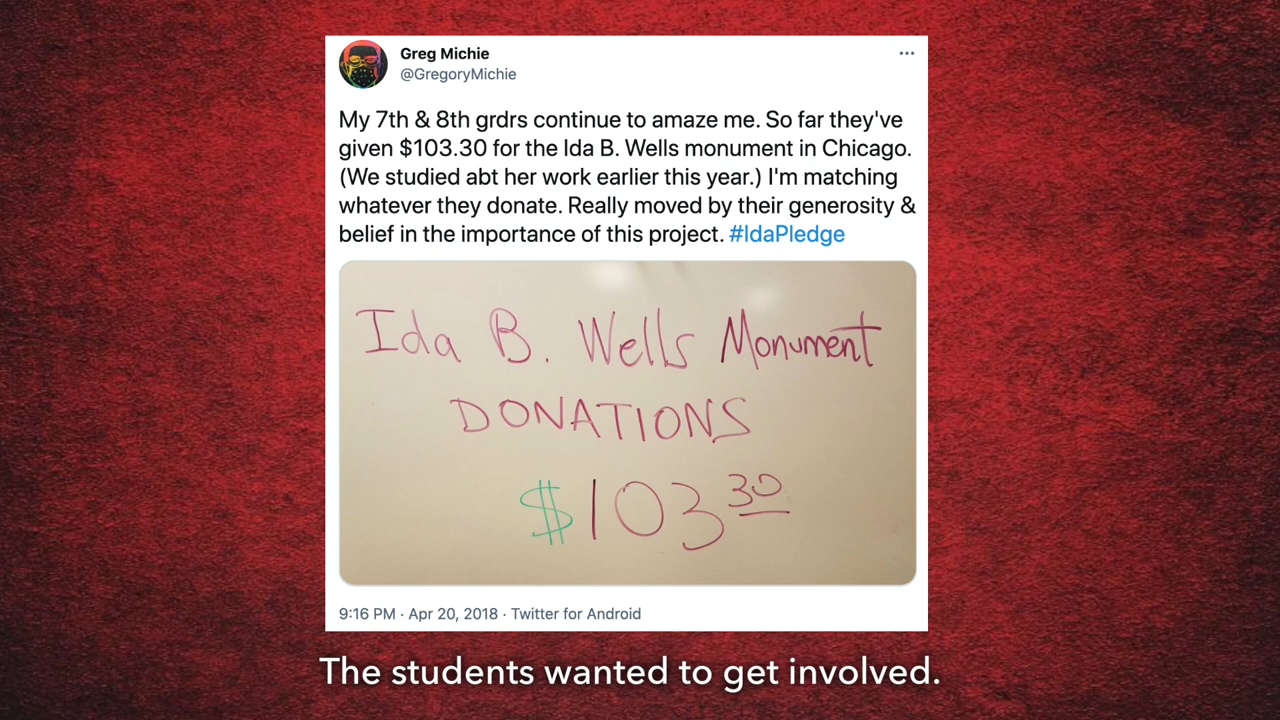 Greg Michie
@GregoryMichie
My 7th & 8th grdrs continue to amaze me. So far they've
given $103.30 for the Ida B. Wells monument in Chicago.
(We studied abt her work earlier this year.) I'm matching
whatever they donate. Really moved by their generosity &
belief in the importance of this project. #IdaPledge
Ida B. Wells Monument
DONATIONS
$103 30
9:16 PM · Apr 20, 2018 · Twitter for Android
The students wanted to get involved.